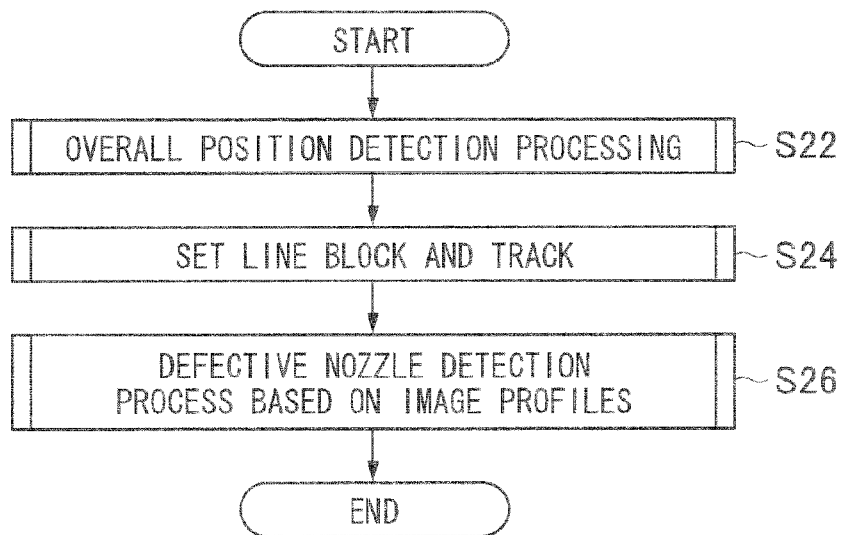 START
OVERALL POSITION DETECTION PROCESSING
S22
SET LINE BLOCK AND TRACK
S24
DEFECTIVE NOZZLE DETECTION
PROCESS BASED ON IMAGE PROFILES
S26
END